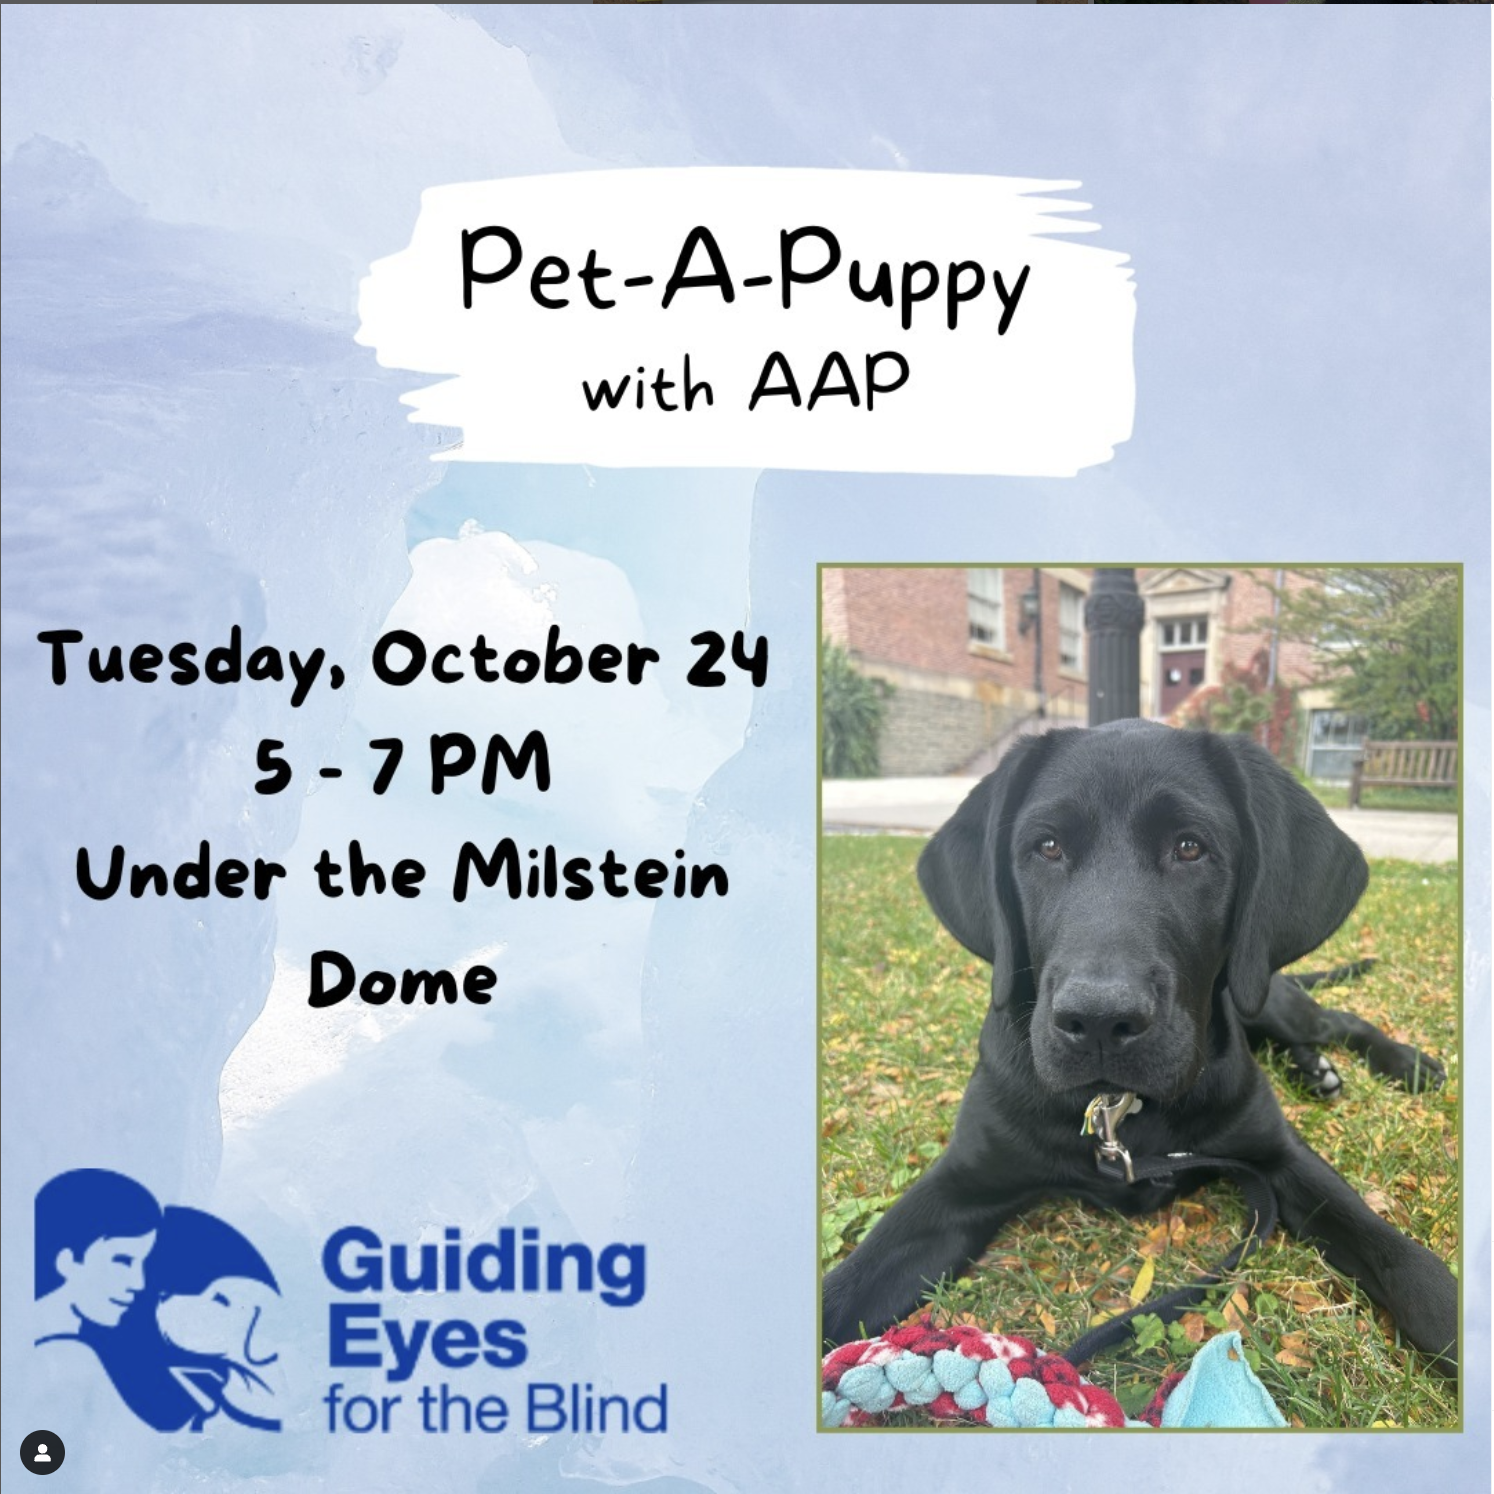 Pet-A-Puppy
with AAP
Tuesday, October 24
5 - 7 PM
Under the Milstein
Dome
Guiding
Eyes
for the Blind